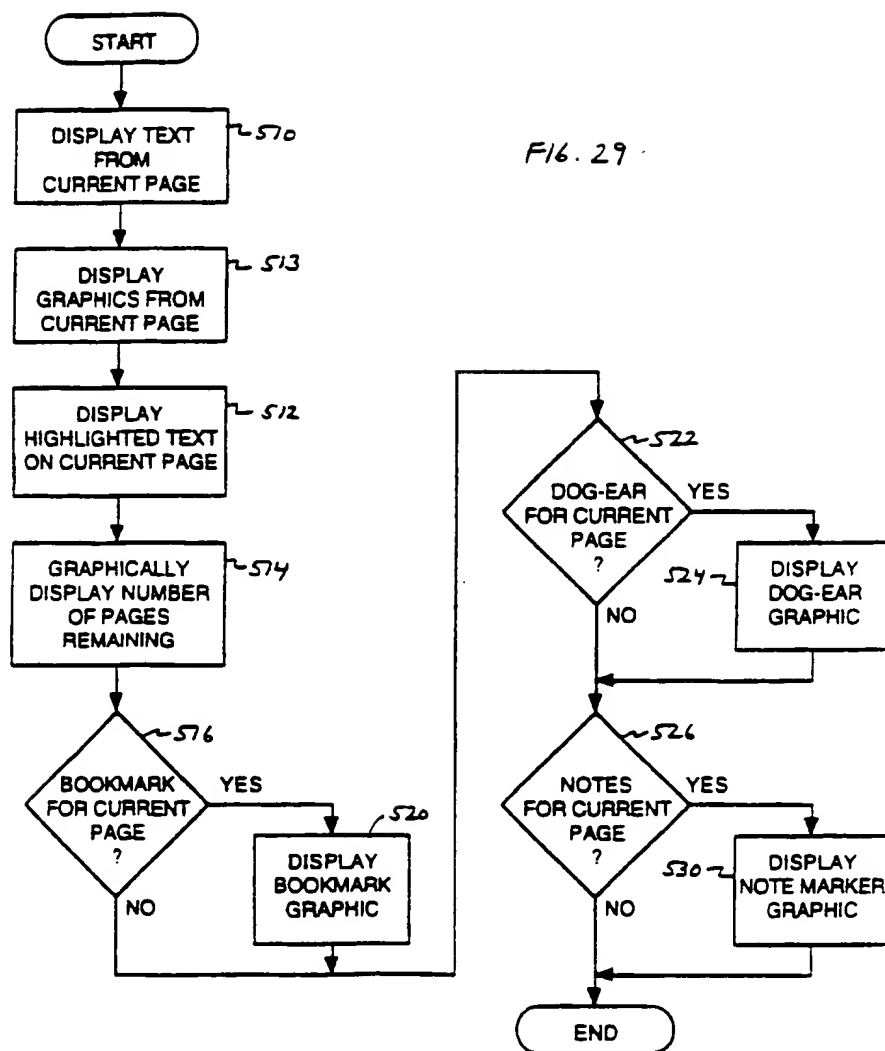 START
DISPLAY TEXT
FROM
CURRENT PAGE
510
FIG. 29
DISPLAY
GRAPHICS FROM
CURRENT PAGE
513
DISPLAY
HIGHLIGHTED TEXT
ON CURRENT PAGE
512
GRAPHICALLY
DISPLAY NUMBER
OF PAGES
REMAINING
514
BOOKMARK
FOR CURRENT
PAGE
?
516
YES
NO
DISPLAY
BOOKMARK
GRAPHIC
520
DOG-EAR
FOR CURRENT
PAGE
?
522
YES
NO
DISPLAY
DOG-EAR
GRAPHIC
524
NOTES
FOR CURRENT
PAGE
?
526
YES
NO
DISPLAY
NOTE MARKER
GRAPHIC
530
END